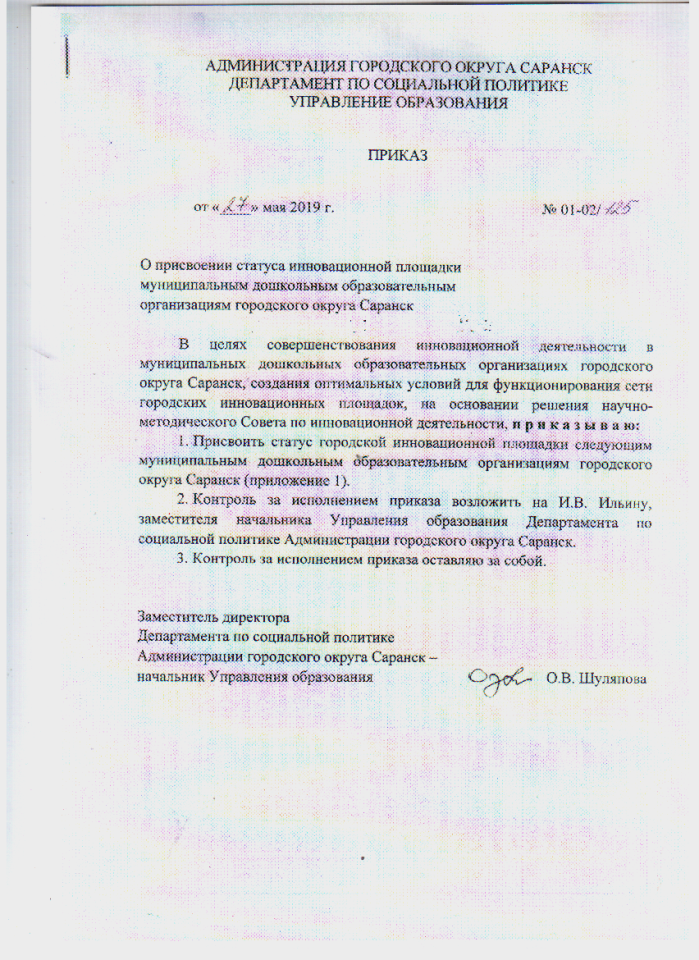 АДМИНИСТРАЦИЯ ГОРОДСКОГО ОКРУГА САРАНСК
ДЕПАРТАМЕНТ ПО СОЦИАЛЬНОЙ ПОЛИТИКЕ
УПРАВЛЕНИЕ ОБРАЗОВАНИЯ
ПРИКАЗ
от «27» мая 2019 г. № 01-02/125
О присвоении статуса инновационной площадки
муниципальным дошкольным образовательным
организациям городского округа Саранск
В целях совершенствования инновационной деятельности в
муниципальных дошкольных образовательных организациях городского
округа Саранск, создания оптимальных условий для функционирования сети
городских инновационных площадок, на основании решения научно-
методического Совета по инновационной деятельности, п р и к а з ы в а ю:
1. Присвоить статус городской инновационной площадки следующим
муниципальным дошкольным образовательным организациям городского
округа Саранск (приложение 1).
2. Контроль за исполнением приказа возложить на И.В. Ильину,
заместителя начальника Управления образования Департамента по
социальной политике Администрации городского округа Саранск.
3. Контроль за исполнением приказа оставляю за собой.
Заместитель директора
Департамента по социальной политике
Администрации городского округа Саранск –
начальник Управления образования О.В. Шуляпова